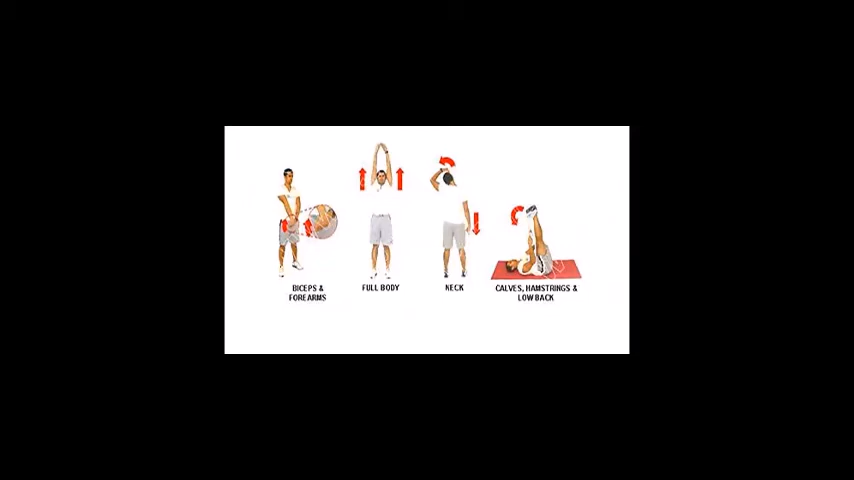 BICEPS &
FOREARMS
FULL BODY
NECK
CALVES, HAMSTRINGS &
LOW BACK